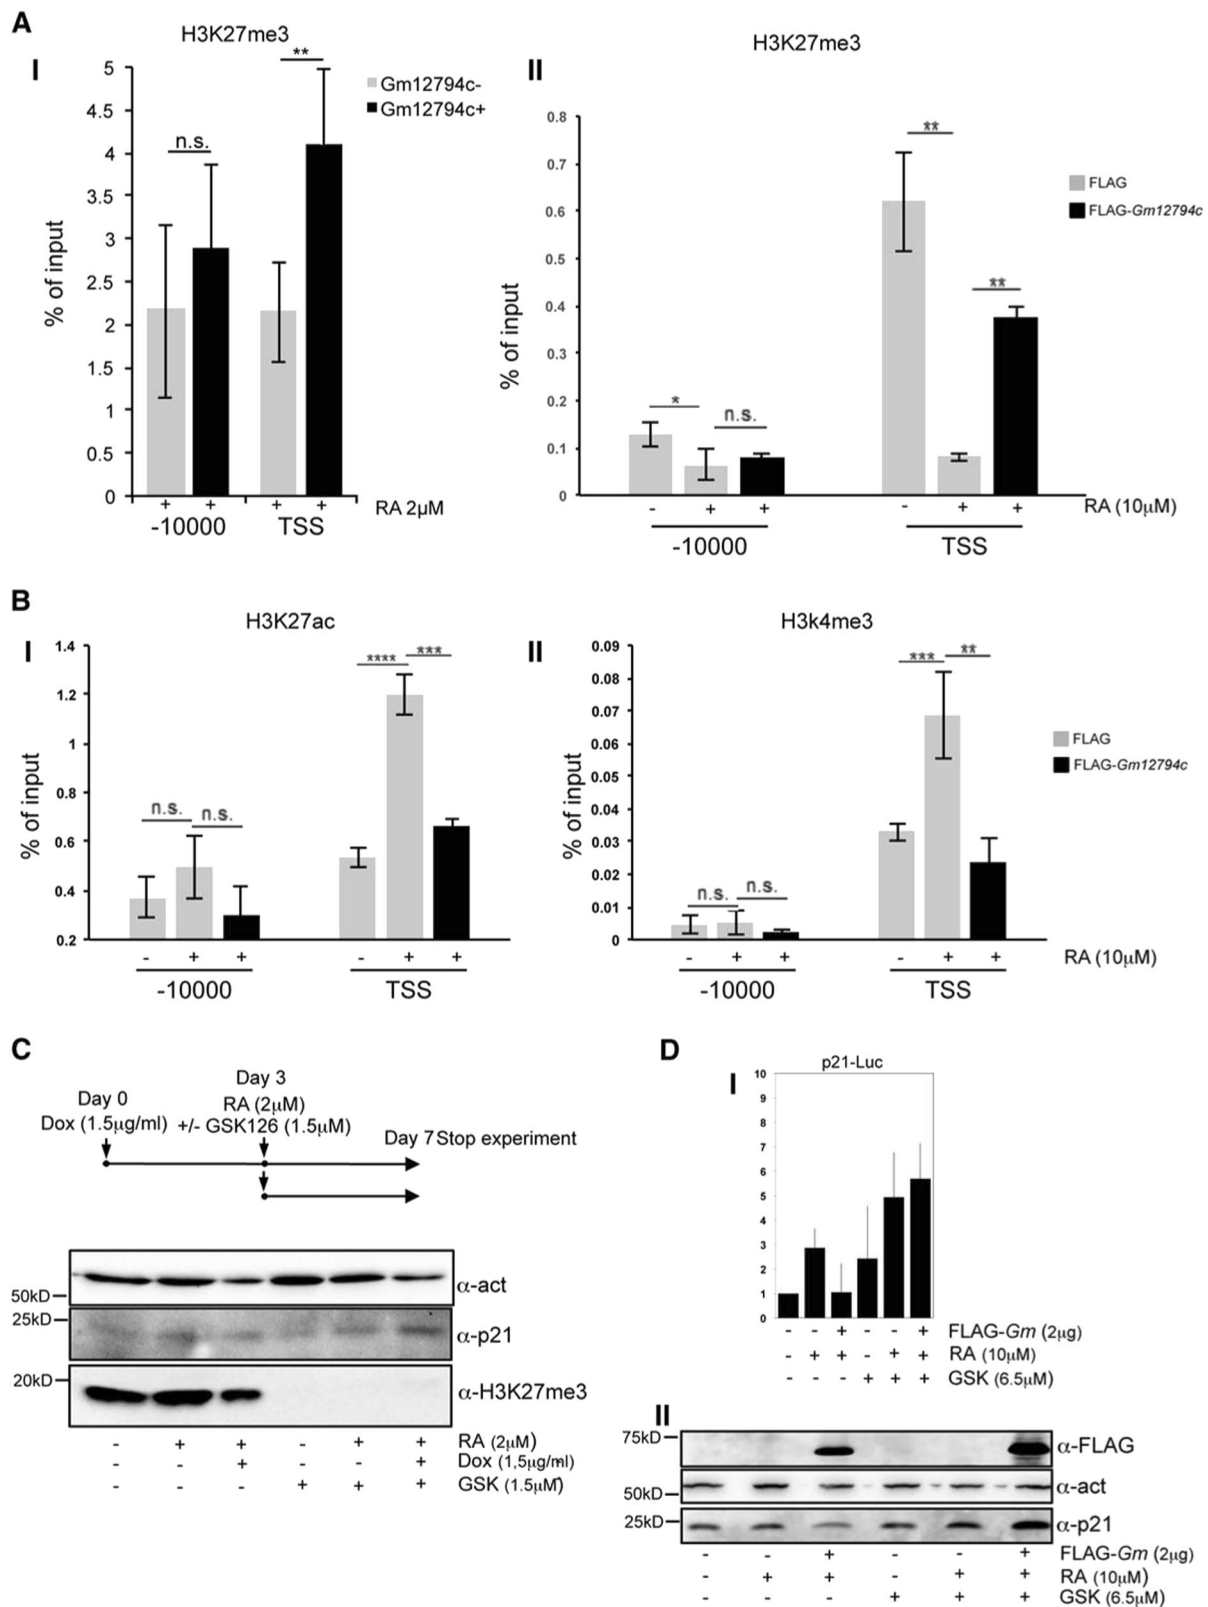 A
H3K27me3
I
**
5
4.5
4
3.5
3
2.5
2
1.5
1
0.5
0
% of input
n.s.
Gm12794c-
Gm12794c+
+ + + +
RA 2µM
-10000 TSS
H3K27me3
II
0.8
0.7
0.6
0.5
0.4
0.3
0.2
0.1
0
% of input
**
**
*
n.s.
FLAG
FLAG-Gm12794c
- + + - + +
RA (10µM)
-10000 TSS
B
H3K27ac
I
1.4
1.2
1
0.8
0.6
0.4
0.2
% of input
n.s. n.s.
**** ***
- + + - + +
-10000 TSS
H3k4me3
II
0.09
0.08
0.07
0.06
0.05
0.04
0.03
0.02
0.01
0
% of input
n.s. n.s.
*** **
FLAG
FLAG-Gm12794c
- + + - + +
RA (10µM)
-10000 TSS
C
Day 0
Dox (1.5µg/ml)
Day 3
RA (2µM)
+/- GSK126 (1.5µM)
Day 7 Stop experiment
50kD
α-act
25kD
α-p21
20kD
α-H3K27me3
- + + - + + RA (2µM)
- - + - - + Dox (1,5µg/ml)
- - - + + + GSK (1.5µM)
D
p21-Luc
I
10
9
8
7
6
5
4
3
2
1
0
- - + - - + FLAG-Gm (2µg)
- + + - + + RA (10µM)
- - - + + + GSK (6.5µM)
II
75kD
α-FLAG
50kD
α-act
25kD
α-p21
- - + - - + FLAG-Gm (2µg)
- + + - + + RA (10µM)
- - - + + + GSK (6.5µM)